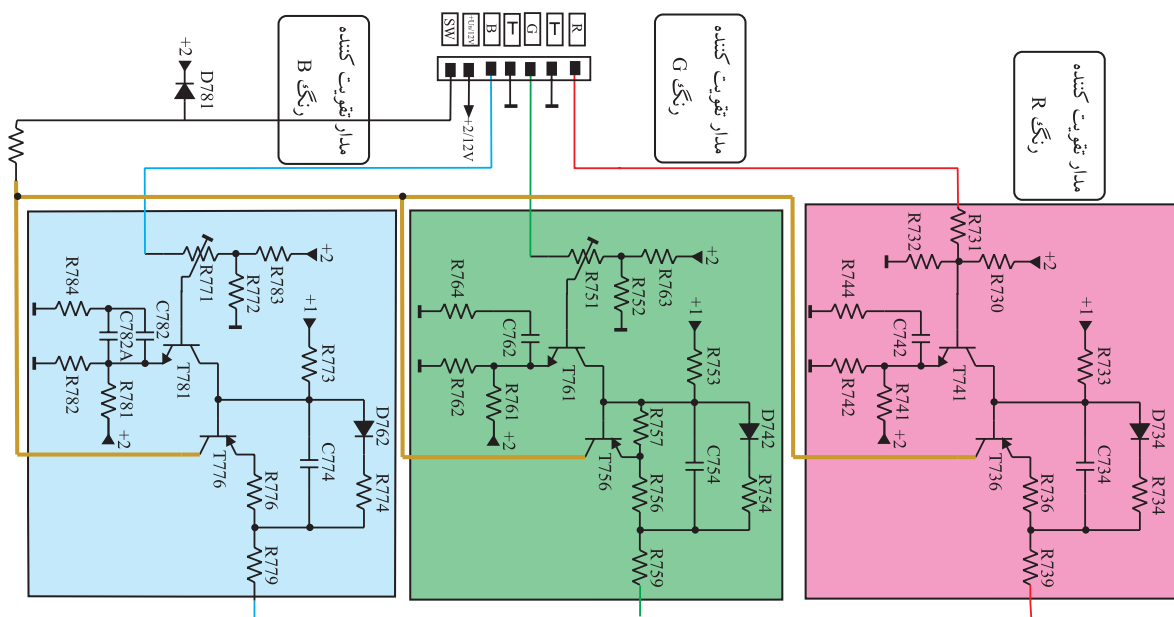 SW
+Us/12V
B
T
G
T
R
مدار تقویت کننده
رنگ B
مدار تقویت کننده
رنگ G
مدار تقویت کننده
رنگ R
+2
D781
+2/12V
R771
R772
R783
+2
R784
C782
C782A
R782
R781
+2
T781
+1
R773
T776
R776
C774
D762
R774
R779
R751
R752
R763
+2
R764
C762
R762
R761
+2
T761
+1
R753
R757
T756
R756
C754
D742
R754
R759
R731
R732
R730
+2
R744
C742
R742
R741
+2
T741
+1
R733
T736
R736
C734
D734
R734
R739